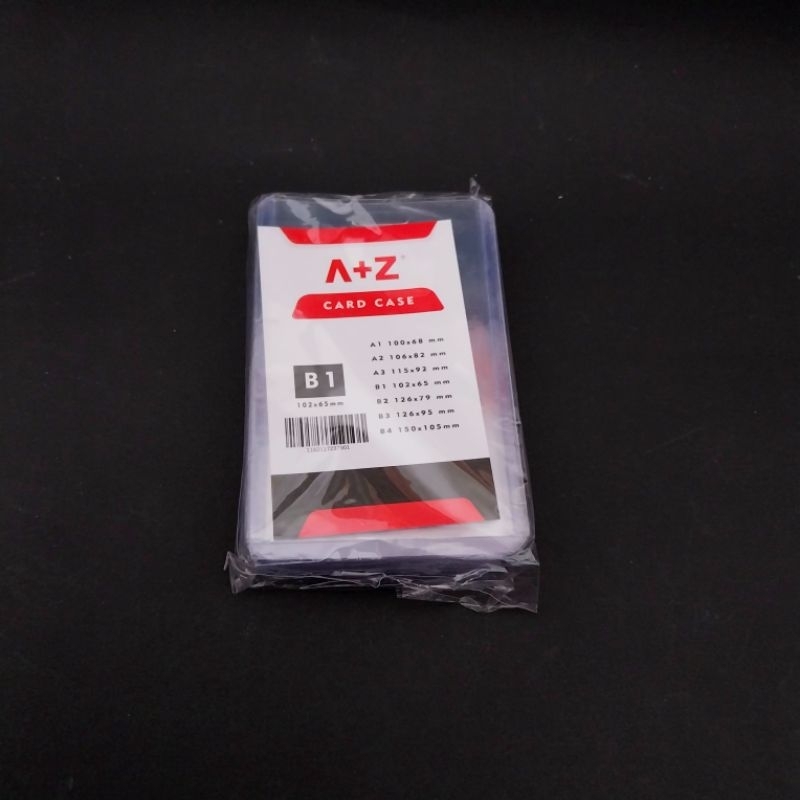 A+Z
CARD CASE
A1 100x68 mm
A2 106x82 mm
A3 115x92 mm
B1 102x65 mm
B2 126x79 mm
B3 126x95 mm
B4 150x105mm
B1
102x65mm